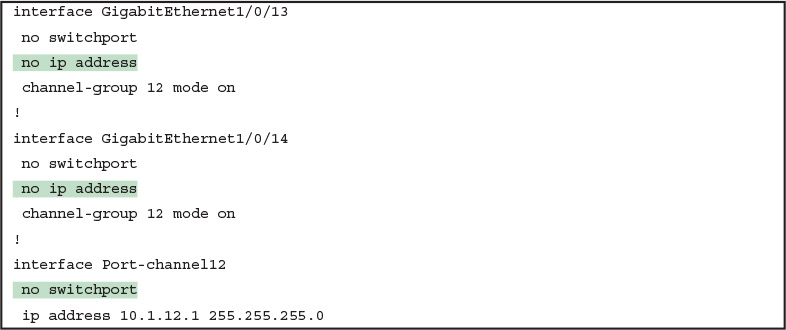 interface GigabitEthernet1/0/13
no switchport
no ip address
channel-group 12 mode on
!
interface GigabitEthernet1/0/14
no switchport
no ip address
channel-group 12 mode on
!
interface Port-channel12
no switchport
ip address 10.1.12.1 255.255.255.0